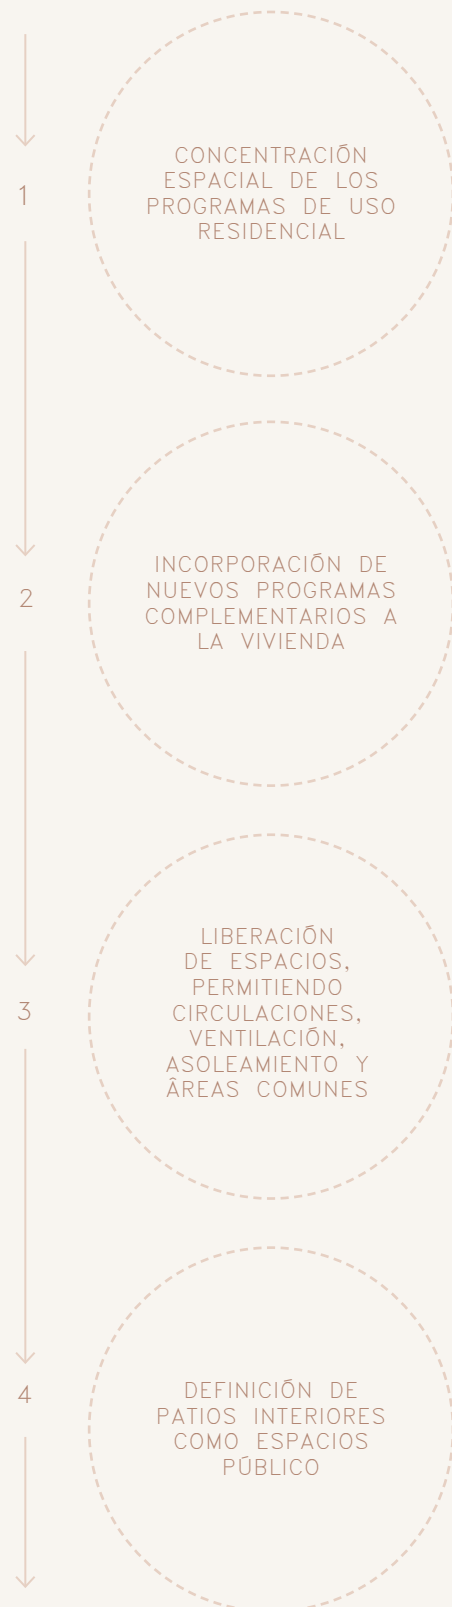 1
CONCENTRACIÓN
ESPACIAL DE LOS
PROGRAMAS DE USO
RESIDENCIAL
2
INCORPORACIÓN DE
NUEVOS PROGRAMAS
COMPLEMENTARIOS A
LA VIVIENDA
3
LIBERACIÓN
DE ESPACIOS,
PERMITIENDO
CIRCULACIONES,
VENTILACIÓN,
ASOLEAMIENTO Y
ÂREAS COMUNES
4
DEFINICIÓN DE
PATIOS INTERIORES
COMO ESPACIOS
PÚBLICO